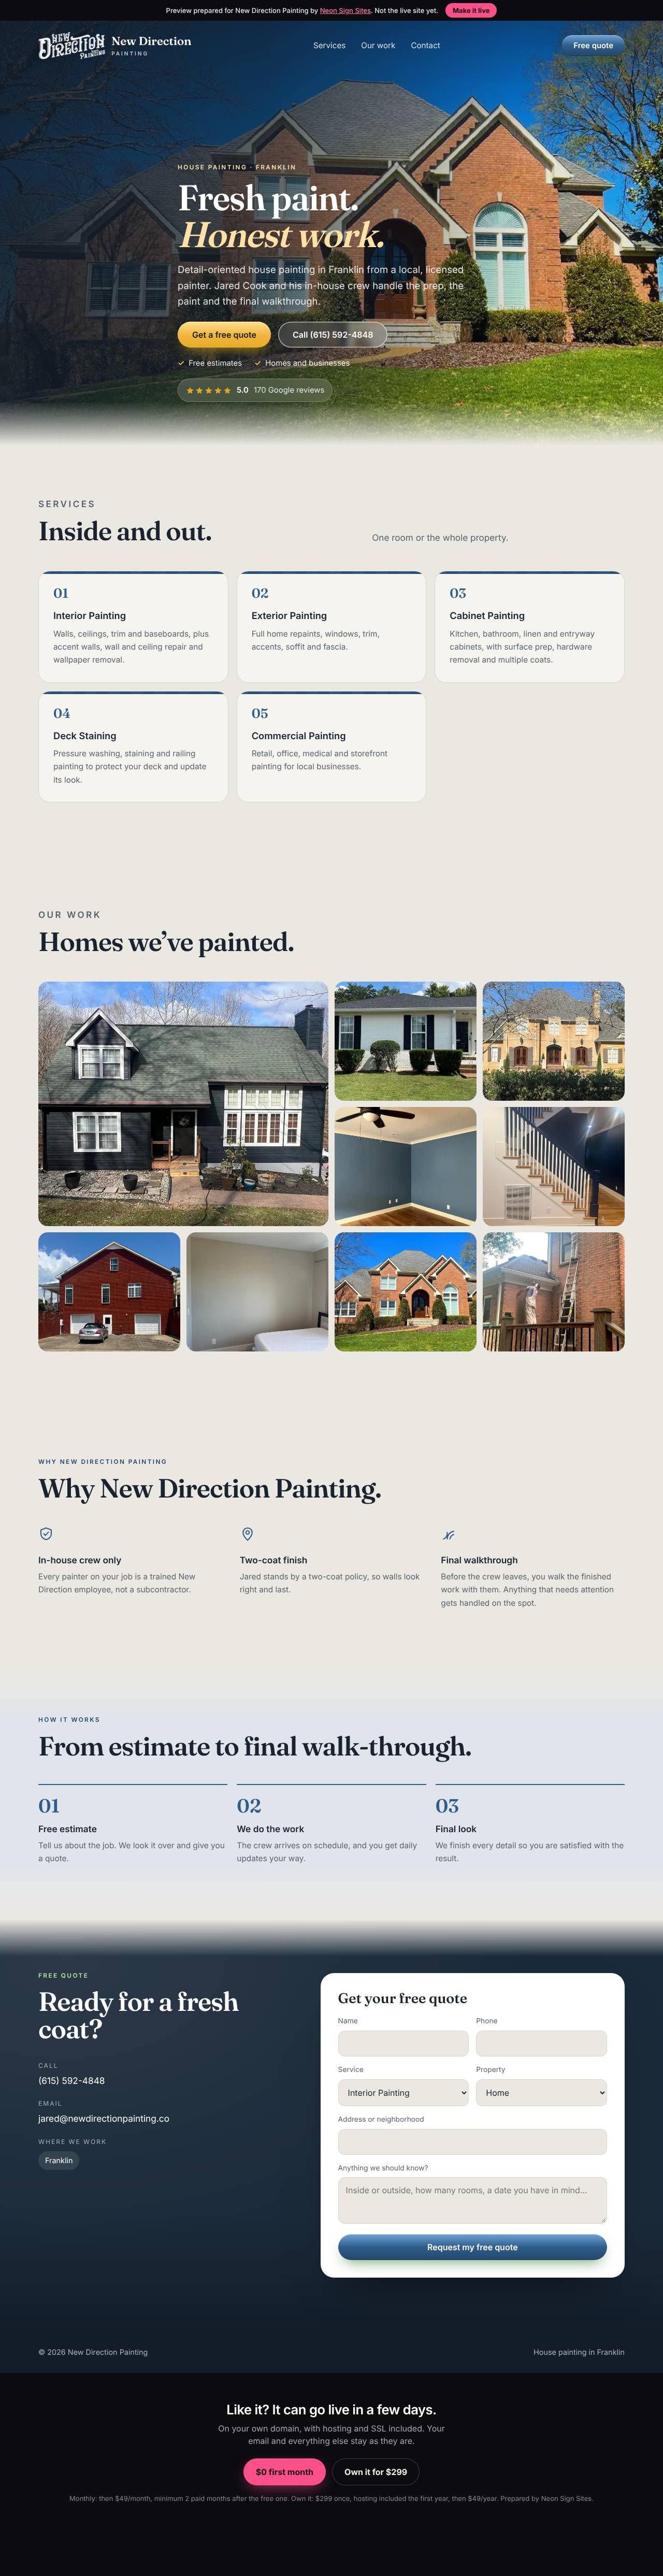 Preview prepared for New Direction Painting by Neon Sign Sites. Not the live site yet.
Make it live
NEW DIRECTION PAINTING
New Direction
PAINTING
Services
Our work
Contact
Free quote
HOUSE PAINTING · FRANKLIN
Fresh paint.
Honest work.
Detail-oriented house painting in Franklin from a local, licensed
painter. Jared Cook and his in-house crew handle the prep, the
paint and the final walkthrough.
Get a free quote
Call (615) 592-4848
✓ Free estimates
✓ Homes and businesses
★★★★★ 5.0 170 Google reviews
SERVICES
Inside and out.
One room or the whole property.
01
Interior Painting
Walls, ceilings, trim and baseboards, plus
accent walls, wall and ceiling repair and
wallpaper removal.
02
Exterior Painting
Full home repaints, windows, trim,
accents, soffit and fascia.
03
Cabinet Painting
Kitchen, bathroom, linen and entryway
cabinets, with surface prep, hardware
removal and multiple coats.
04
Deck Staining
Pressure washing, staining and railing
painting to protect your deck and update
its look.
05
Commercial Painting
Retail, office, medical and storefront
painting for local businesses.
OUR WORK
Homes we’ve painted.
WHY NEW DIRECTION PAINTING
Why New Direction Painting.
In-house crew only
Every painter on your job is a trained New
Direction employee, not a subcontractor.
Two-coat finish
Jared stands by a two-coat policy, so walls look
right and last.
Final walkthrough
Before the crew leaves, you walk the finished
work with them. Anything that needs attention
gets handled on the spot.
HOW IT WORKS
From estimate to final walk-through.
01
Free estimate
Tell us about the job. We look it over and give you
a quote.
02
We do the work
The crew arrives on schedule, and you get daily
updates your way.
03
Final look
We finish every detail so you are satisfied with the
result.
FREE QUOTE
Ready for a fresh
coat?
CALL
(615) 592-4848
EMAIL
jared@newdirectionpainting.co
WHERE WE WORK
Franklin
Get your free quote
Name
Phone
Service
Property
Interior Painting
Home
Address or neighborhood
Anything we should know?
Inside or outside, how many rooms, a date you have in mind...
Request my free quote
© 2026 New Direction Painting
House painting in Franklin
Like it? It can go live in a few days.
On your own domain, with hosting and SSL included. Your
email and everything else stay as they are.
$0 first month
Own it for $299
Monthly: then $49/month, minimum 2 paid months after the free one. Own it: $299 once, hosting included the first year, then $49/year. Prepared by Neon Sign Sites.